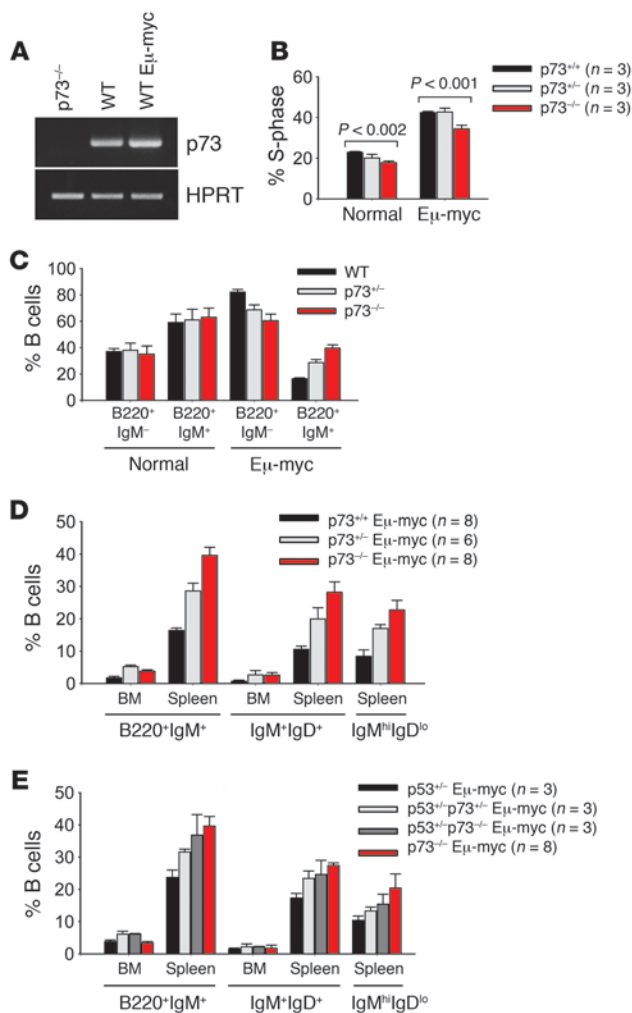 A
p73⁻/⁻
WT
WT Eμ-myc
p73
HPRT
B
p73⁺/⁺ (n = 3)
p73⁺/⁻ (n = 3)
p73⁻/⁻ (n = 3)
% S-phase
60
40
20
0
P < 0.002
P < 0.001
Normal
Eμ-myc
C
WT
p73⁺/⁻
p73⁻/⁻
% B cells
100
80
60
40
20
0
B220⁺ B220⁺ B220⁺ B220⁺
IgM⁻ IgM⁺ IgM⁻ IgM⁺
Normal Eμ-myc
D
p73⁺/⁺ Eμ-myc (n = 8)
p73⁺/⁻ Eμ-myc (n = 6)
p73⁻/⁻ Eμ-myc (n = 8)
% B cells
50
40
30
20
10
0
BM Spleen BM Spleen Spleen
B220⁺IgM⁺ IgM⁺IgD⁺ IgMʰⁱIgDˡᵒ
E
p53⁺/⁻ Eμ-myc (n = 3)
p53⁺/⁻p73⁺/⁻ Eμ-myc (n = 3)
p53⁺/⁻p73⁻/⁻ Eμ-myc (n = 3)
p73⁻/⁻ Eμ-myc (n = 8)
% B cells
50
40
30
20
10
0
BM Spleen BM Spleen Spleen
B220⁺IgM⁺ IgM⁺IgD⁺ IgMʰⁱIgDˡᵒ